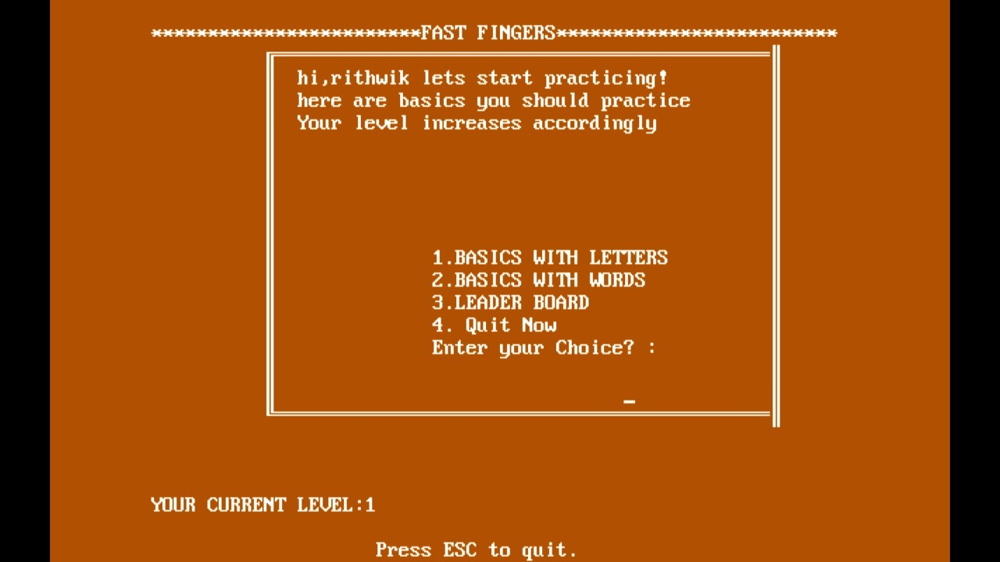 ************************FAST FINGERS*************************
hi,rithwik lets start practicing!
here are basics you should practice
Your level increases accordingly
1.BASICS WITH LETTERS
2.BASICS WITH WORDS
3.LEADER BOARD
4. Quit Now
Enter your Choice? :
YOUR CURRENT LEVEL:1
Press ESC to quit.